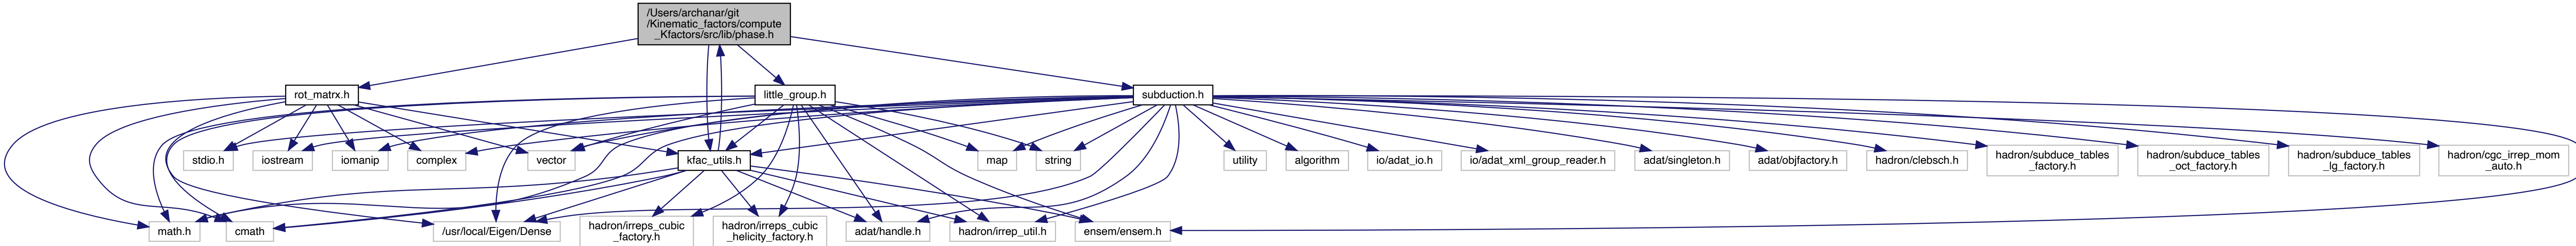 /Users/archanar/git
/Kinematic_factors/compute
_Kfactors/src/lib/phase.h
rot_matrx.h
little_group.h
subduction.h
stdio.h
iostream
iomanip
complex
vector
kfac_utils.h
map
string
utility
algorithm
io/adat_io.h
io/adat_xml_group_reader.h
adat/singleton.h
adat/objfactory.h
hadron/clebsch.h
hadron/subduce_tables
_factory.h
hadron/subduce_tables
_oct_factory.h
hadron/subduce_tables
_lg_factory.h
hadron/cgc_irrep_mom
_auto.h
math.h
cmath
/usr/local/Eigen/Dense
hadron/irreps_cubic
_factory.h
hadron/irreps_cubic
_helicity_factory.h
adat/handle.h
hadron/irrep_util.h
ensem/ensem.h